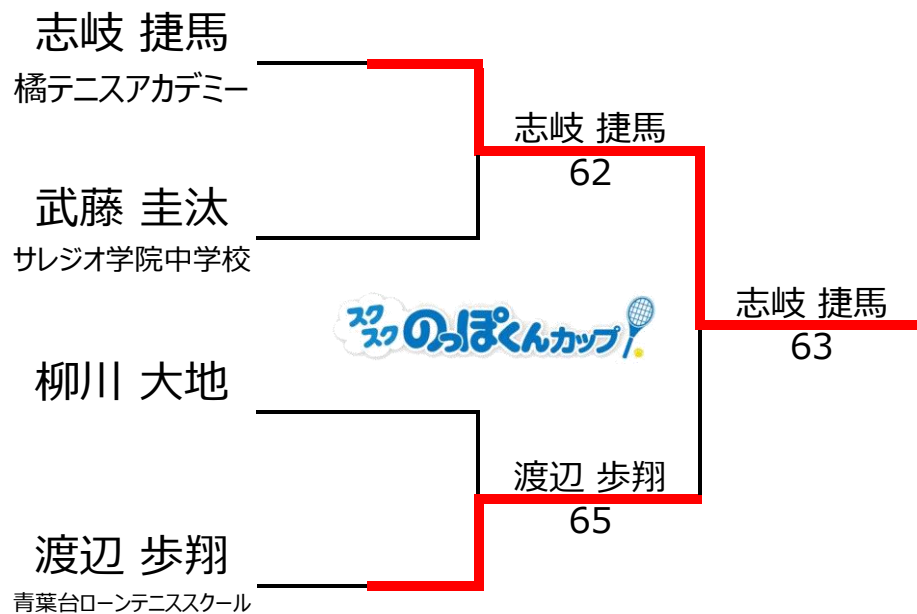 志岐 捷馬
橘テニスアカデミー
志岐 捷馬
62
武藤 圭汰
サレジオ学院中学校
志岐 捷馬
63
スクスクのっぽくんカップ
柳川 大地
渡辺 歩翔
65
渡辺 歩翔
青葉台ローンテニススクール